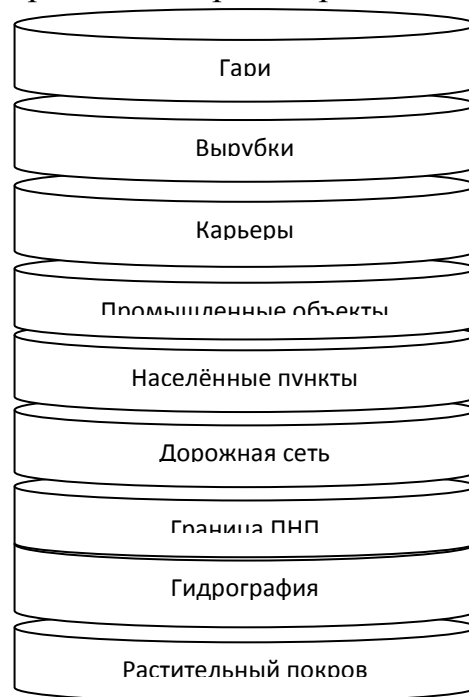 Гари
Вырубки
Карьеры
Промышленные объекты
Населённые пункты
Дорожная сеть
Граница ПНП
Гидрография
Растительный покров